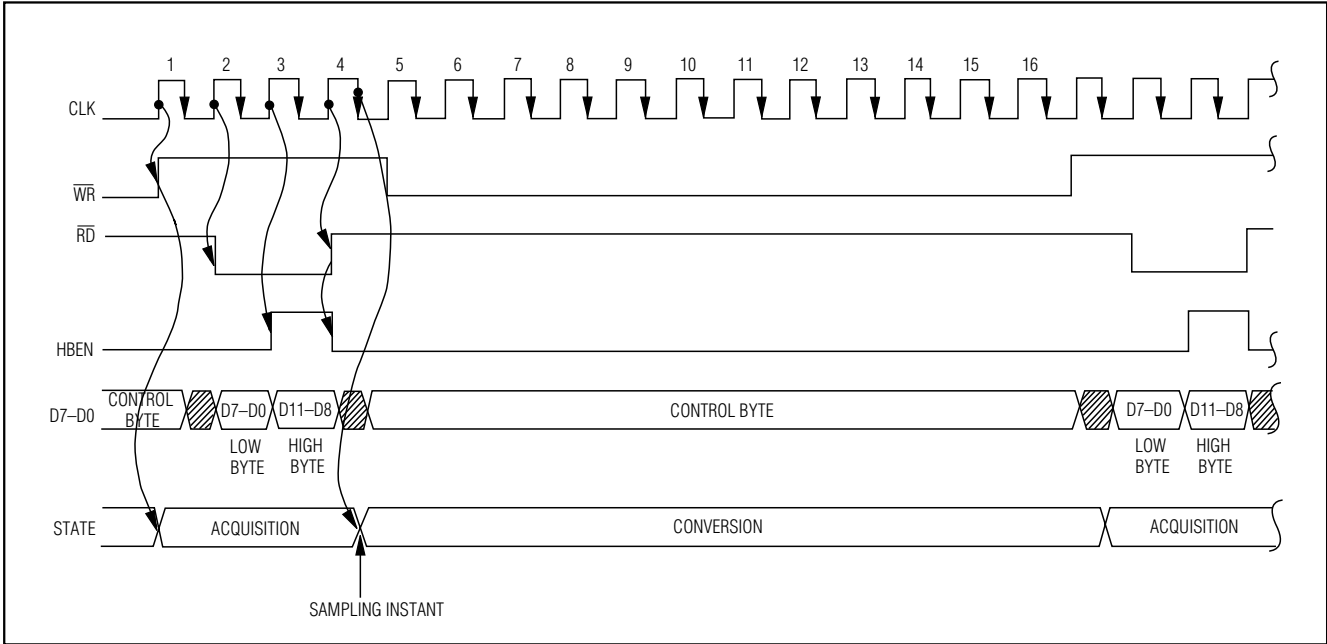 1 2 3 4 5 6 7 8 9 10 11 12 13 14 15 16
CLK
WR
RD
HBEN
D7–D0
CONTROL
BYTE
D7–D0
D11–D8
CONTROL BYTE
D7–D0
D11–D8
LOW
BYTE
HIGH
BYTE
LOW
BYTE
HIGH
BYTE
STATE
ACQUISITION
CONVERSION
ACQUISITION
SAMPLING INSTANT